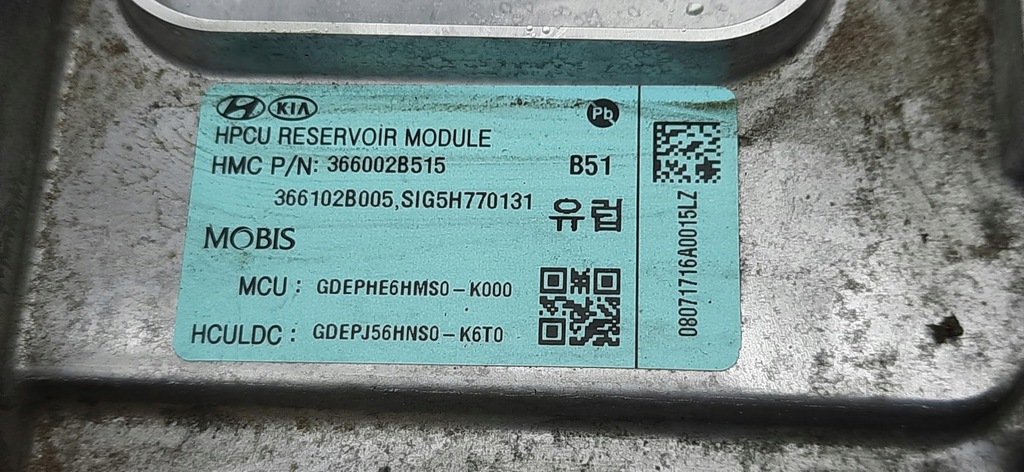 HYUNDAI KIA Pb
HPCU RESERVOIR MODULE
HMC P/N: 366002B515 B51
366102B005,SIG5H770131 유럽
MOBIS
MCU : GDEPHE6HMS0-K000
HCULDC : GDEPJ56HNS0-K6T0
08071716A0015LZ